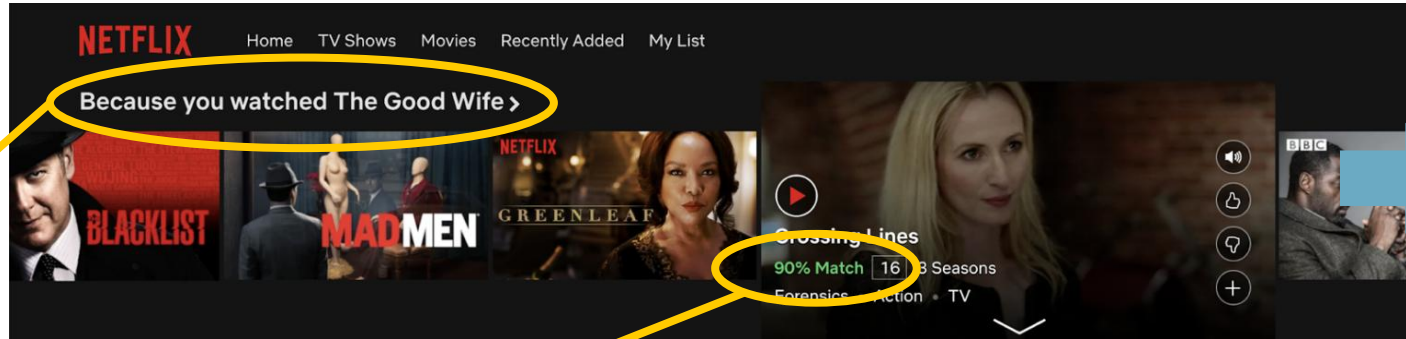 NETFLIX Home TV Shows Movies Recently Added My List
Because you watched The Good Wife >
BLACKLIST
MADMEN
NETFLIX
GREENLEAF
Crossing Lines
90% Match 16 3 Seasons
Forensics • Action • TV
BBC